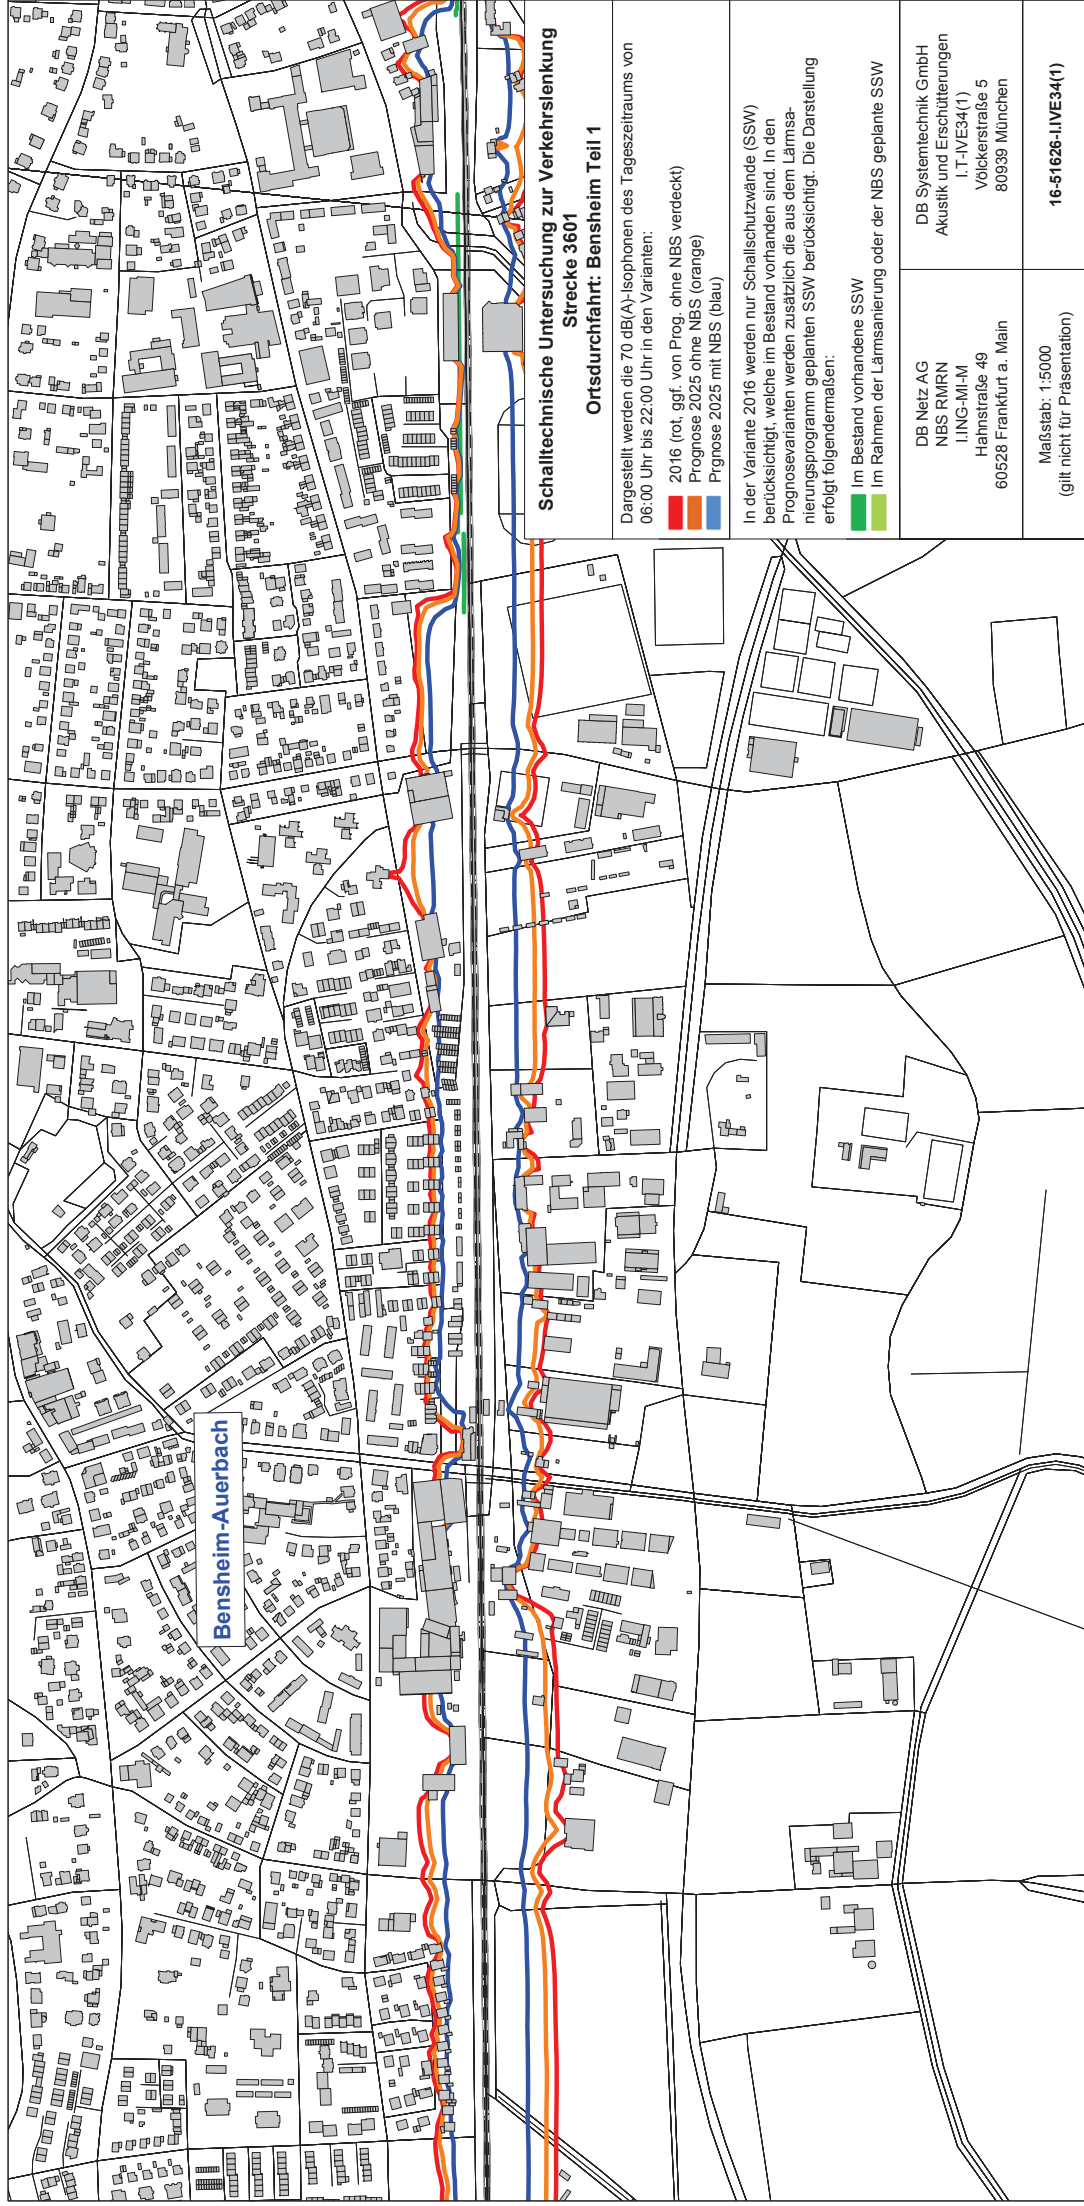 Bensheim-Auerbach
Schalltechnische Untersuchung zur Verkehrslenkung
Strecke 3601
Ortsdurchfahrt: Bensheim Teil 1
Dargestellt werden die 70 dB(A)-Isophonen des Tageszeitraums von
06:00 Uhr bis 22:00 Uhr in den Varianten:
2016 (rot, ggf. von Prog. ohne NBS verdeckt)
Prognose 2025 ohne NBS (orange)
Prgnose 2025 mit NBS (blau)
In der Variante 2016 werden nur Schallschutzwände (SSW)
berücksichtigt, welche im Bestand vorhanden sind. In den
Prognosevarianten werden zusätzlich die aus dem Lärmsa-
nierungsprogramm geplanten SSW berücksichtigt. Die Darstellung
erfolgt folgendermaßen:
Im Bestand vorhandene SSW
Im Rahmen der Lärmsanierung oder der NBS geplante SSW
DB Netz AG
NBS RMRN
I.ING-MI-M
Hahnstraße 49
60528 Frankfurt a. Main
DB Systemtechnik GmbH
Akustik und Erschütterungen
I.T-IVE34(1)
Völckerstraße 5
80939 München
Maßstab: 1:5000
(gilt nicht für Präsentation)
16-51626-I.IVE34(1)